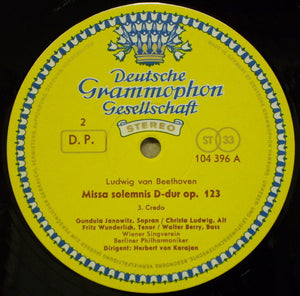 Deutsche
Grammophon
Gesellschaft
STEREO
2
D. P.
ST 33
104 396 A
Ludwig van Beethoven
Missa solemnis D-dur op. 123
3. Credo
Gundula Janowitz, Sopran / Christa Ludwig, Alt
Fritz Wunderlich, Tenor / Walter Berry, Bass
Wiener Singverein
Berliner Philharmoniker
Dirigent: Herbert von Karajan